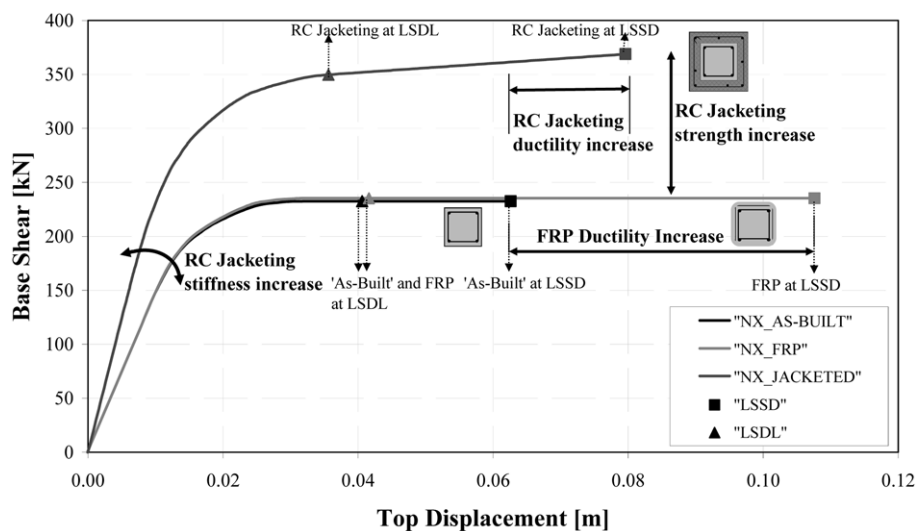 400
350
300
250
200
150
100
50
0
Base Shear [kN]
RC Jacketing at LSDL
RC Jacketing at LSSD
RC Jacketing
ductility increase
RC Jacketing
strength increase
RC Jacketing
stiffness increase
FRP Ductility Increase
'As-Built' and FRP
at LSDL
'As-Built' at LSSD
FRP at LSSD
"NX_AS-BUILT"
"NX_FRP"
"NX_JACKETED"
"LSSD"
"LSDL"
0.00
0.02
0.04
0.06
0.08
0.10
0.12
Top Displacement [m]